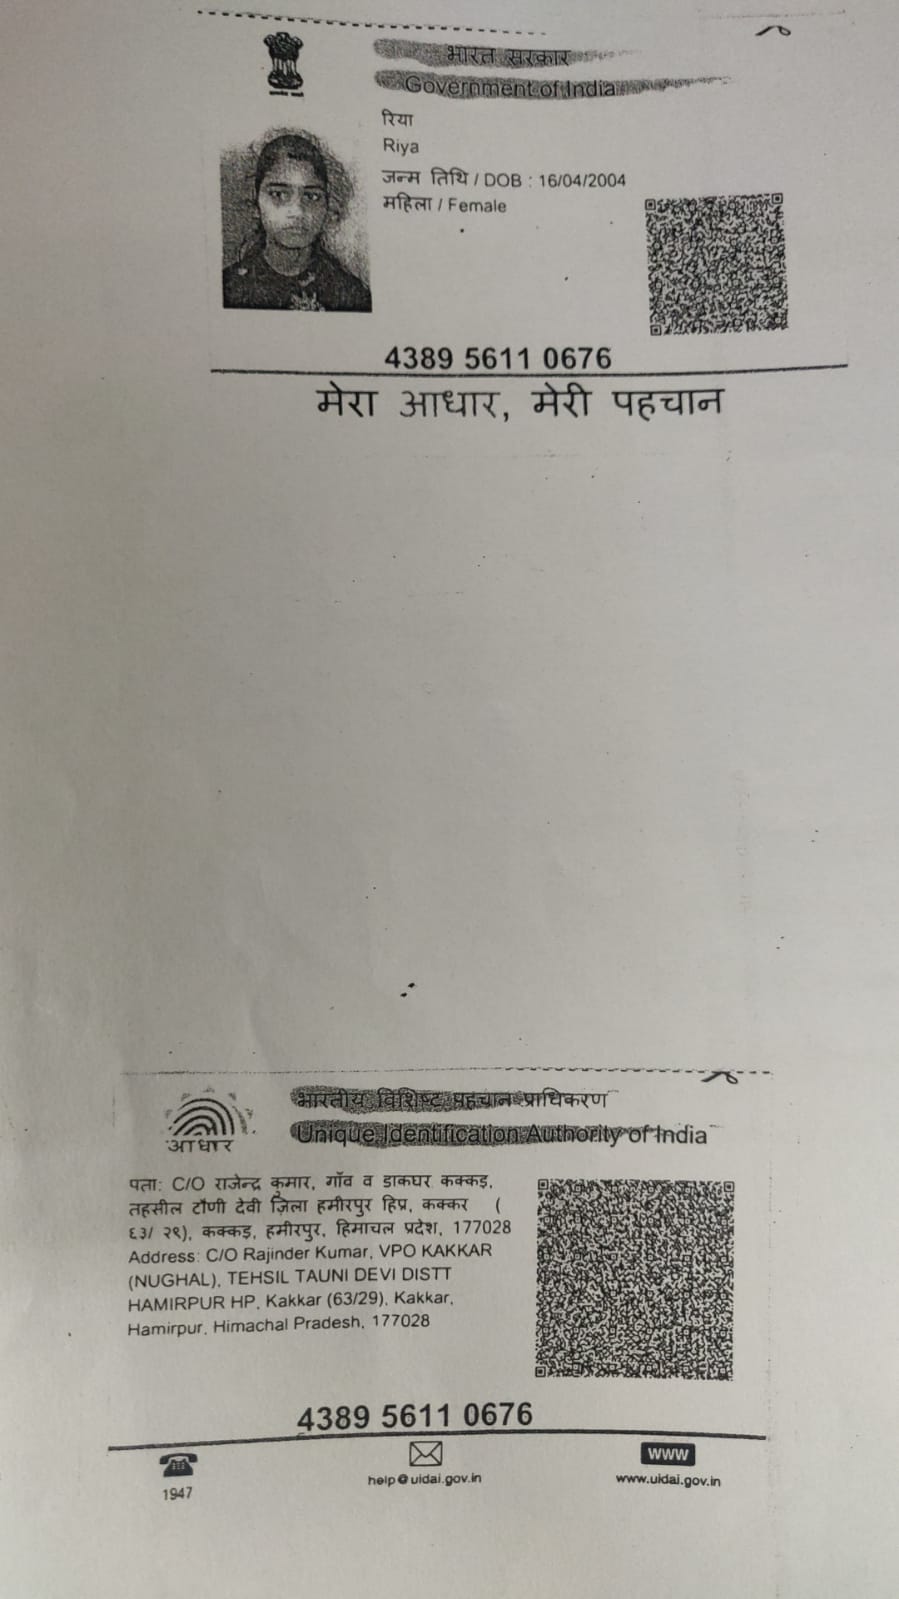 भारत सरकार
Government of India
रिया
Riya
जन्म तिथि / DOB : 16/04/2004
महिला / Female
4389 5611 0676
मेरा आधार, मेरी पहचान
भारतीय विशिष्ट पहचान प्राधिकरण
Unique Identification Authority of India
आधार
पता: C/O राजेन्द्र कुमार, गाँव व डाकघर कक्कड़,
तहसील टौणी देवी ज़िला हमीरपुर हिप्र, कक्कर (
६३/ २९), कक्कड़, हमीरपुर, हिमाचल प्रदेश, 177028
Address: C/O Rajinder Kumar, VPO KAKKAR
(NUGHAL), TEHSIL TAUNI DEVI DISTT
HAMIRPUR HP, Kakkar (63/29), Kakkar,
Hamirpur, Himachal Pradesh, 177028
4389 5611 0676
1947
help@uidai.gov.in
WWW
www.uidai.gov.in